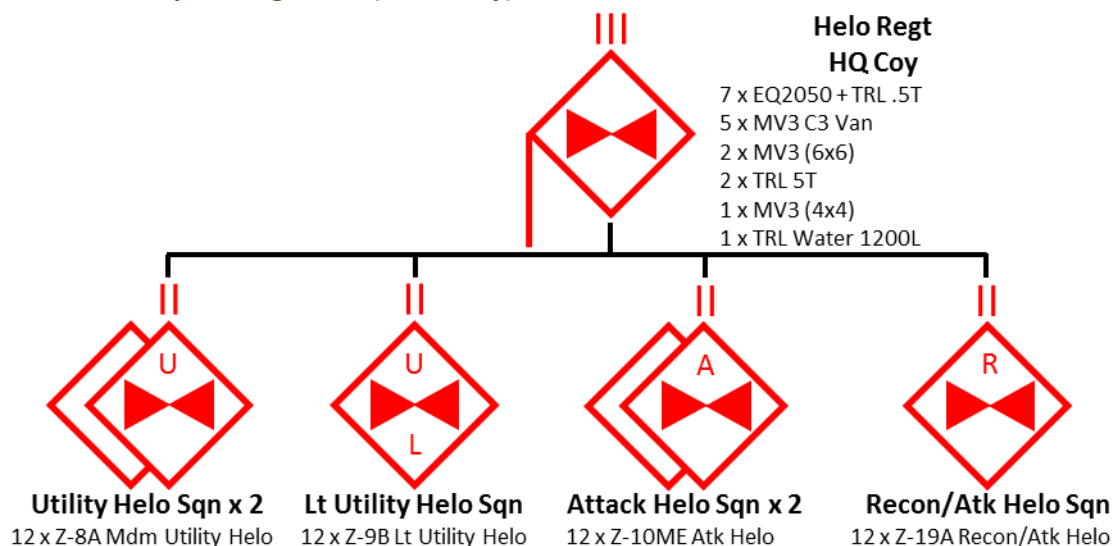 Helo Regt
HQ Coy
7 x EQ2050 + TRL .5T
5 x MV3 C3 Van
2 x MV3 (6x6)
2 x TRL 5T
1 x MV3 (4x4)
1 x TRL Water 1200L
U
U
L
A
R
Utility Helo Sqn x 2
12 x Z-8A Mdm Utility Helo
Lt Utility Helo Sqn
12 x Z-9B Lt Utility Helo
Attack Helo Sqn x 2
12 x Z-10ME Atk Helo
Recon/Atk Helo Sqn
12 x Z-19A Recon/Atk Helo